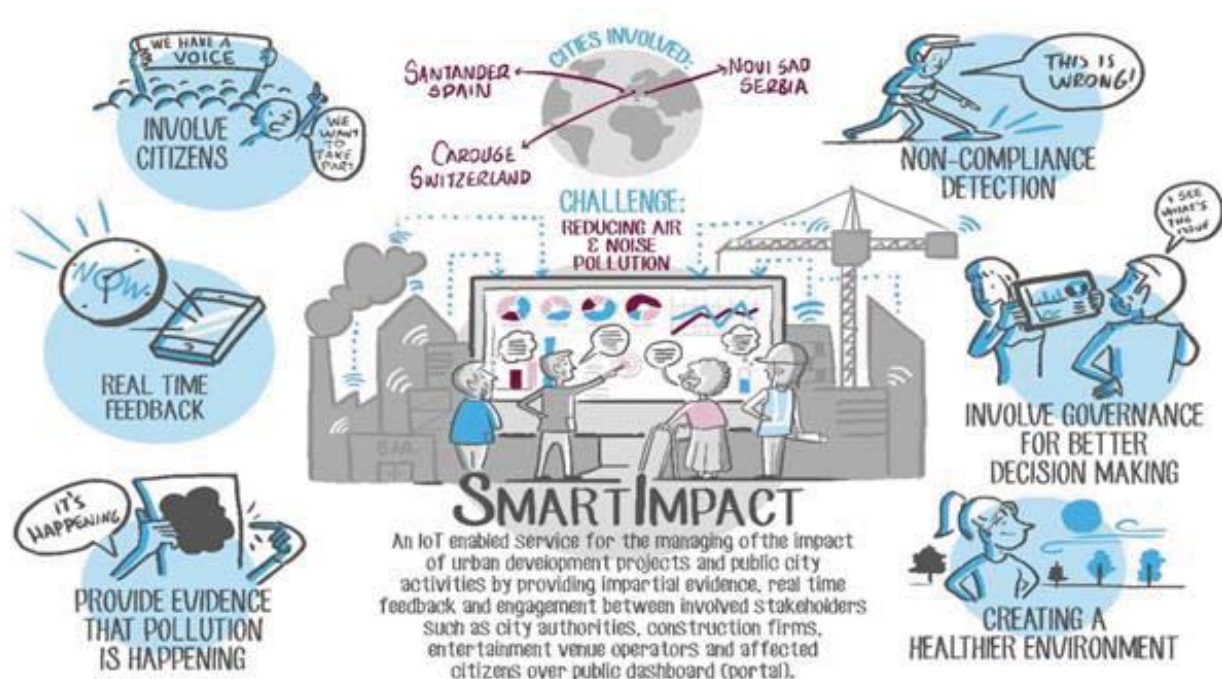 WE HAVE A
VOICE
WE
WANT
TO
TAKE
PART
INVOLVE
CITIZENS
CITIES INVOLVED:
SANTANDER
SPAIN
NOVI SAD
SERBIA
CAROUGE
SWITZERLAND
THIS IS
WRONG!
NON-COMPLIANCE
DETECTION
CHALLENGE:
REDUCING AIR
& NOISE
POLLUTION
NOW
REAL TIME
FEEDBACK
I SEE
WHAT'S
THE
ISSUE
INVOLVE GOVERNANCE
FOR BETTER
DECISION MAKING
BAR
IT'S
HAPPENING
PROVIDE EVIDENCE
THAT POLLUTION
IS HAPPENING
SMARTIMPACT
An IoT enabled service for the managing of the impact
of urban development projects and public city
activities by providing impartial evidence, real time
feedback and engagement between involved stakeholders
such as city authorities, construction firms,
entertainment venue operators and affected
citizens over public dashboard (portal).
CREATING A
HEALTHIER ENVIRONMENT